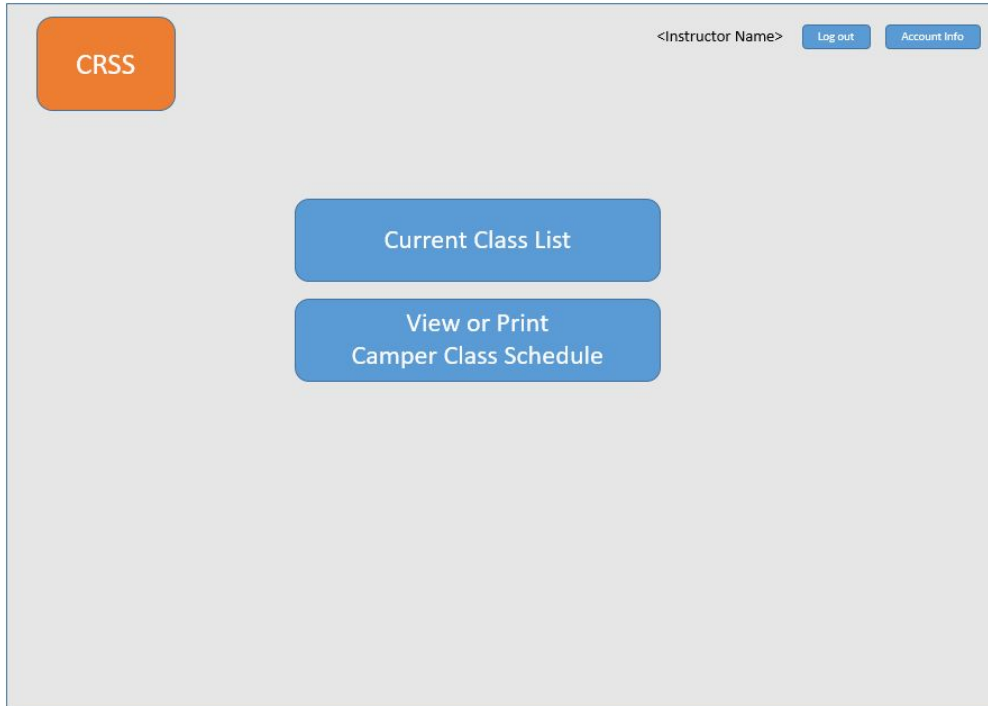 CRSS
<Instructor Name>
Log out
Account Info
Current Class List
View or Print
Camper Class Schedule